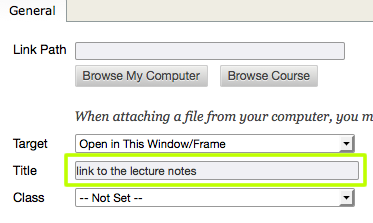 General
Link Path
Browse My Computer Browse Course
When attaching a file from your computer, you m
Target Open in This Window/Frame
Title link to the lecture notes
Class -- Not Set --